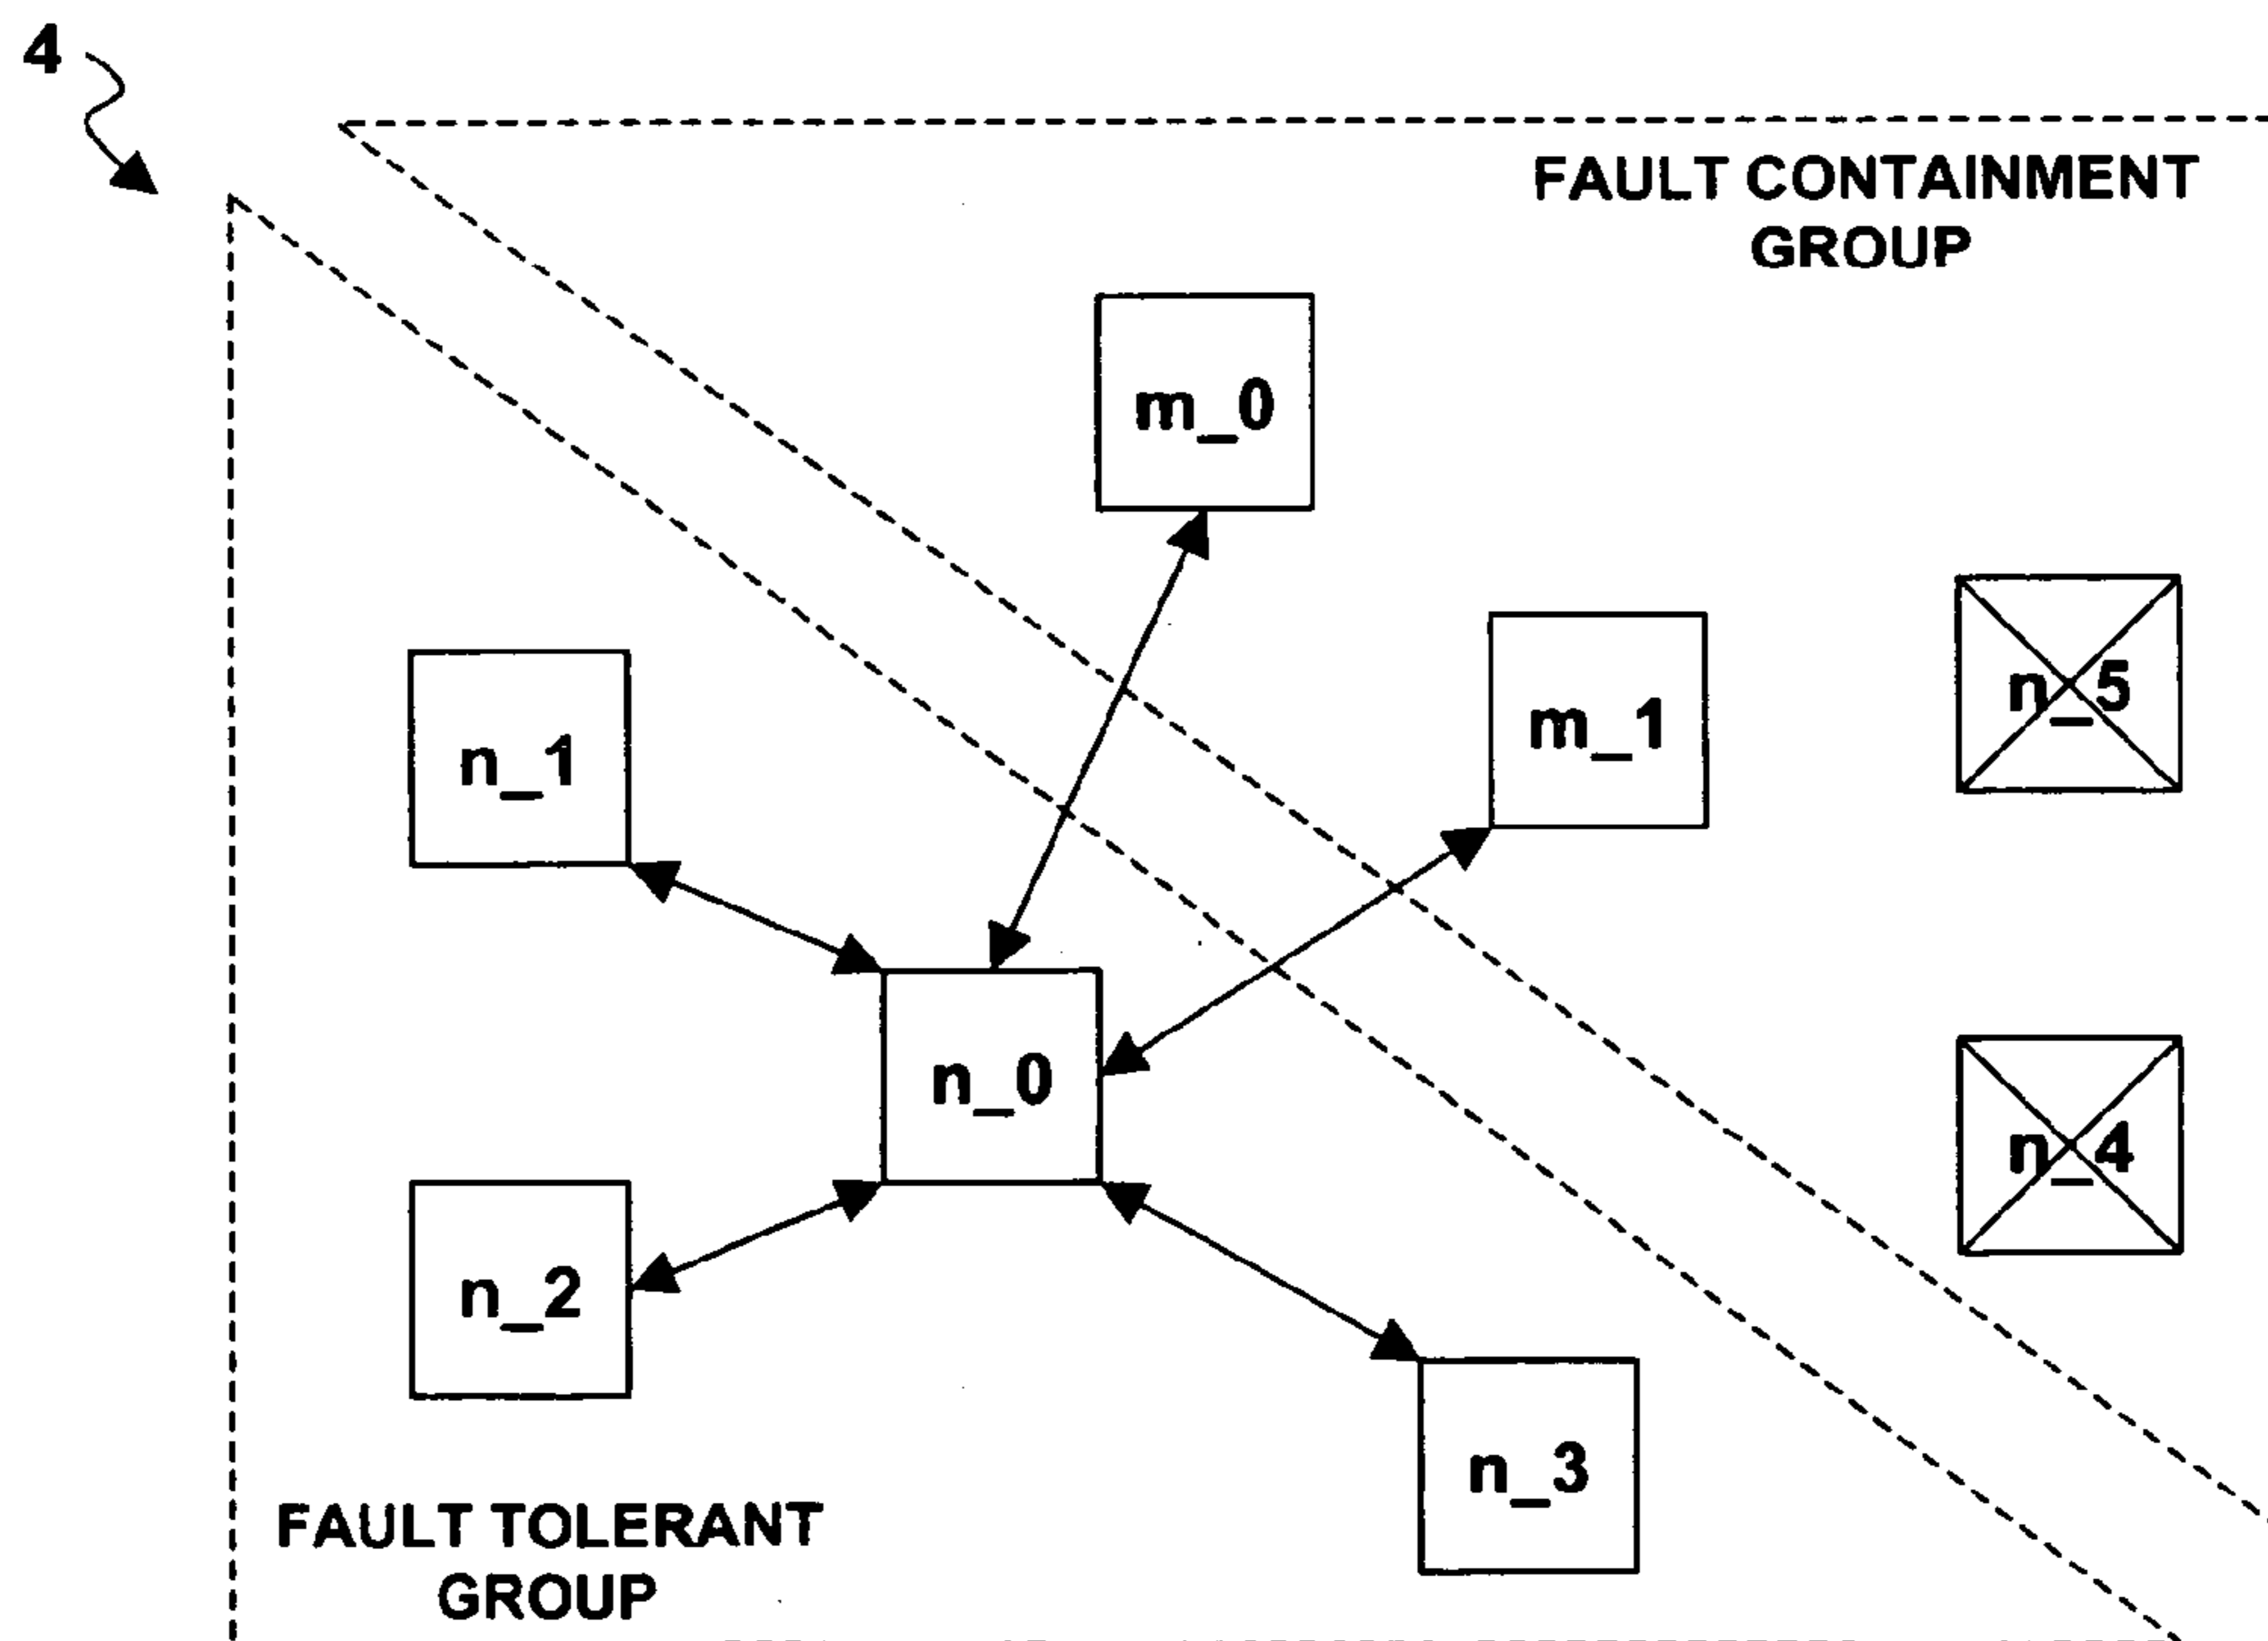 4
FAULT CONTAINMENT
GROUP
m_0
n_5
m_1
n_1
n_0
n_4
n_2
n_3
FAULT TOLERANT
GROUP